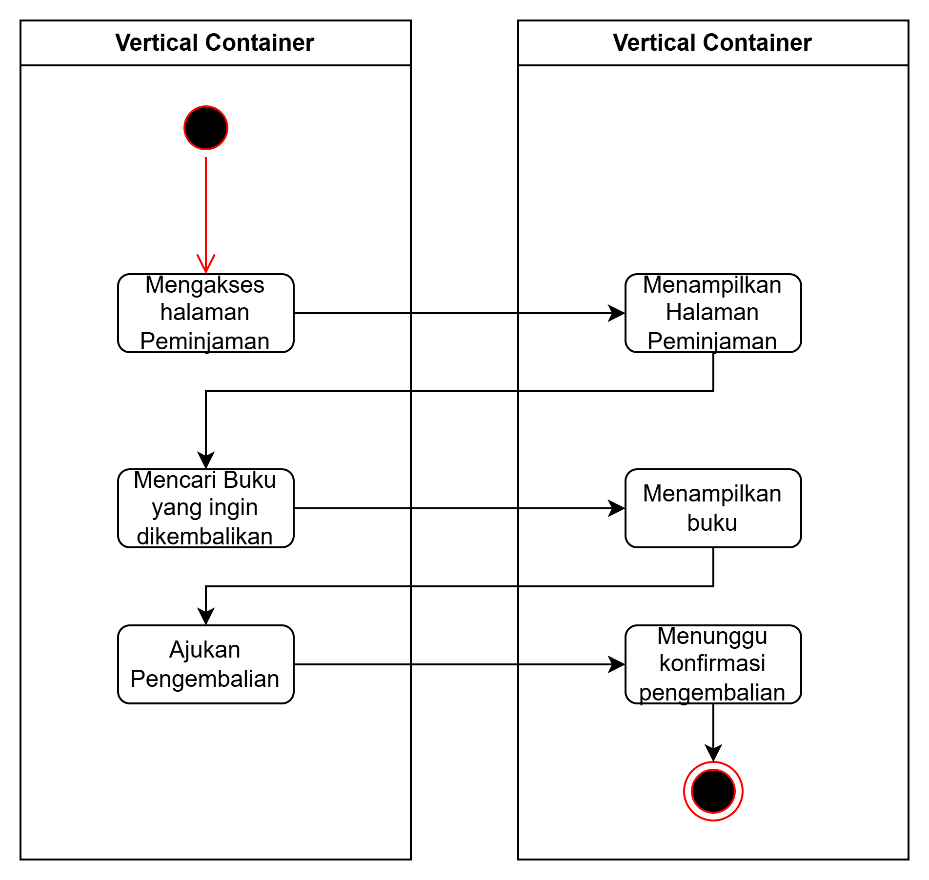 Vertical Container
Vertical Container
Mengakses
halaman
Peminjaman
Menampilkan
Halaman
Peminjaman
Mencari Buku
yang ingin
dikembalikan
Menampilkan
buku
Ajukan
Pengembalian
Menunggu
konfirmasi
pengembalian